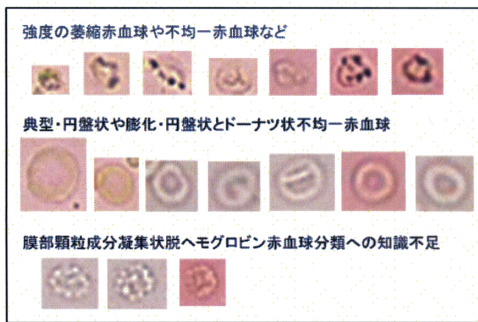 強度の萎縮赤血球や不均一赤血球など
典型・円盤状や膨化・円盤状とドーナツ状不均一赤血球
膜部顆粒成分凝集状脱ヘモグロビン赤血球分類への知識不足